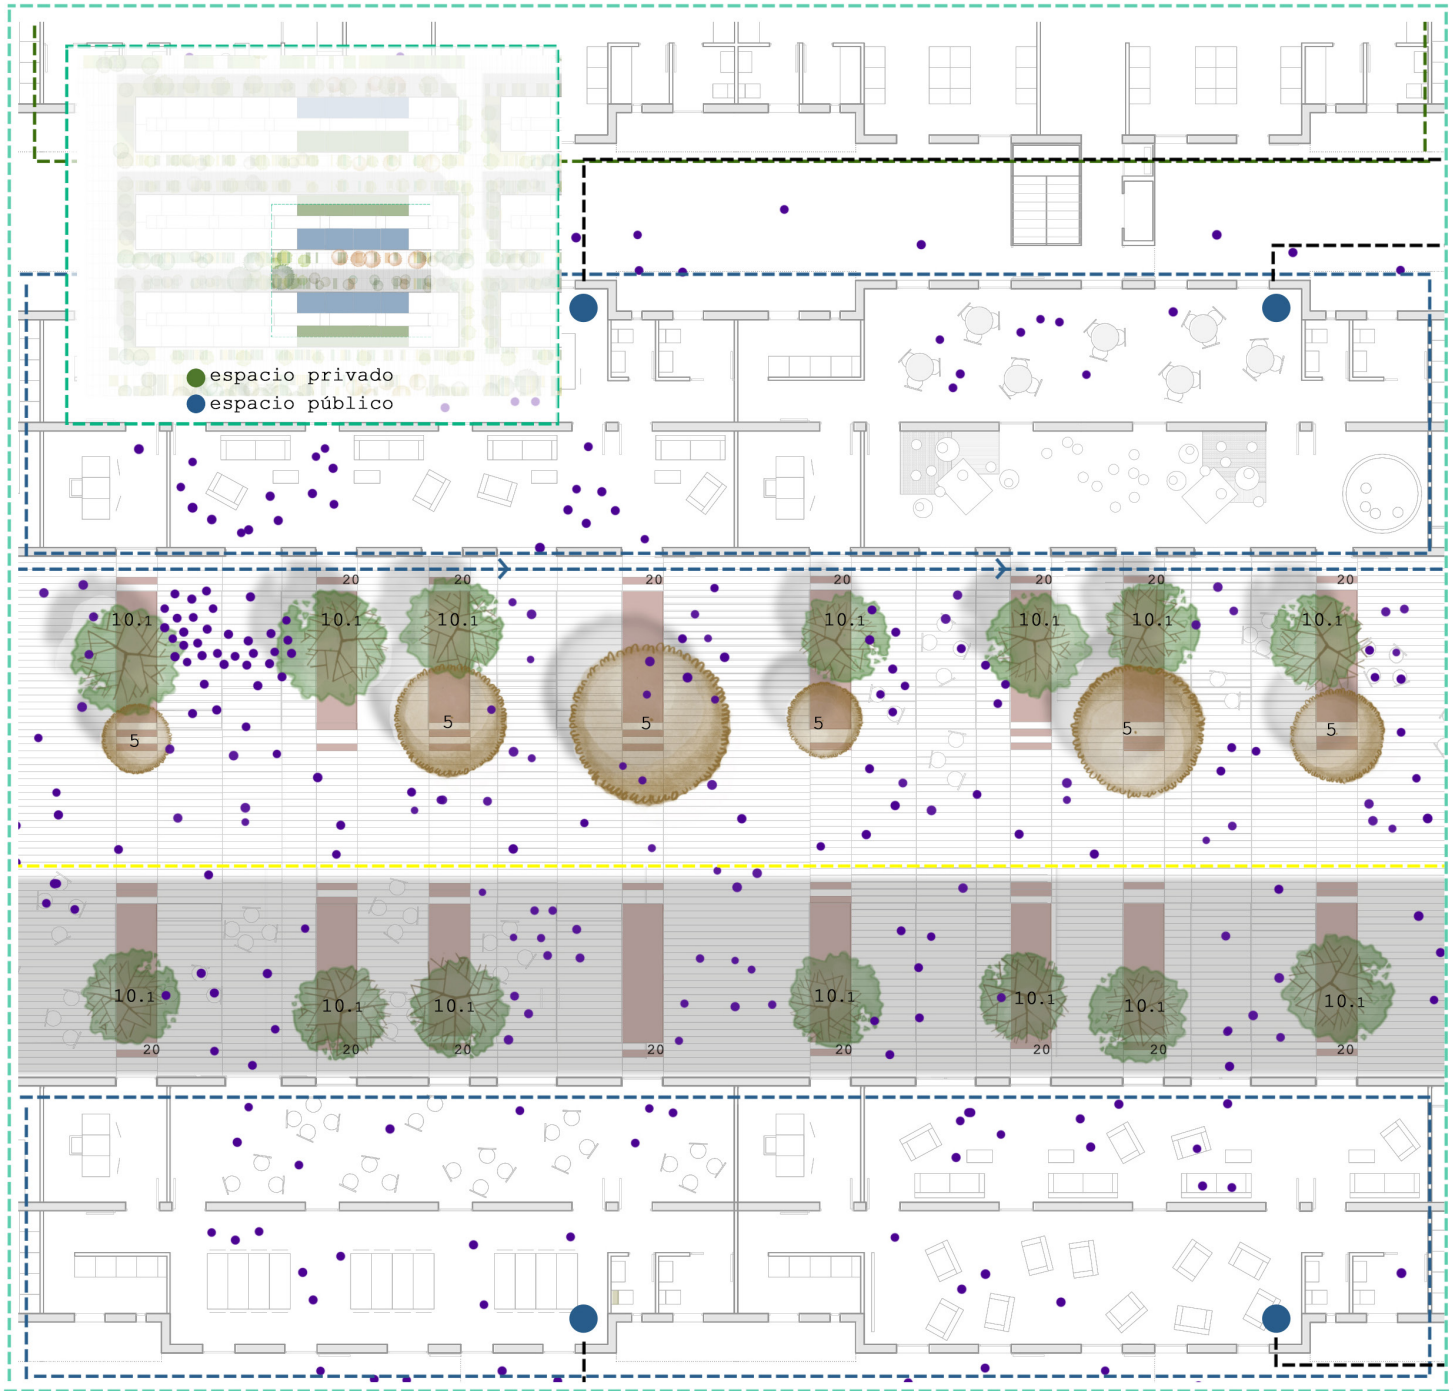 espacio privado
espacio público
20 20 20 20 20 20 20
10.1 10.1 10.1 10.1 10.1 10.1 10.1
5 5 5 5 5 5
10.1 10.1 10.1 10.1 10.1 10.1 10.1
20 20 20 20 20 20 20 20